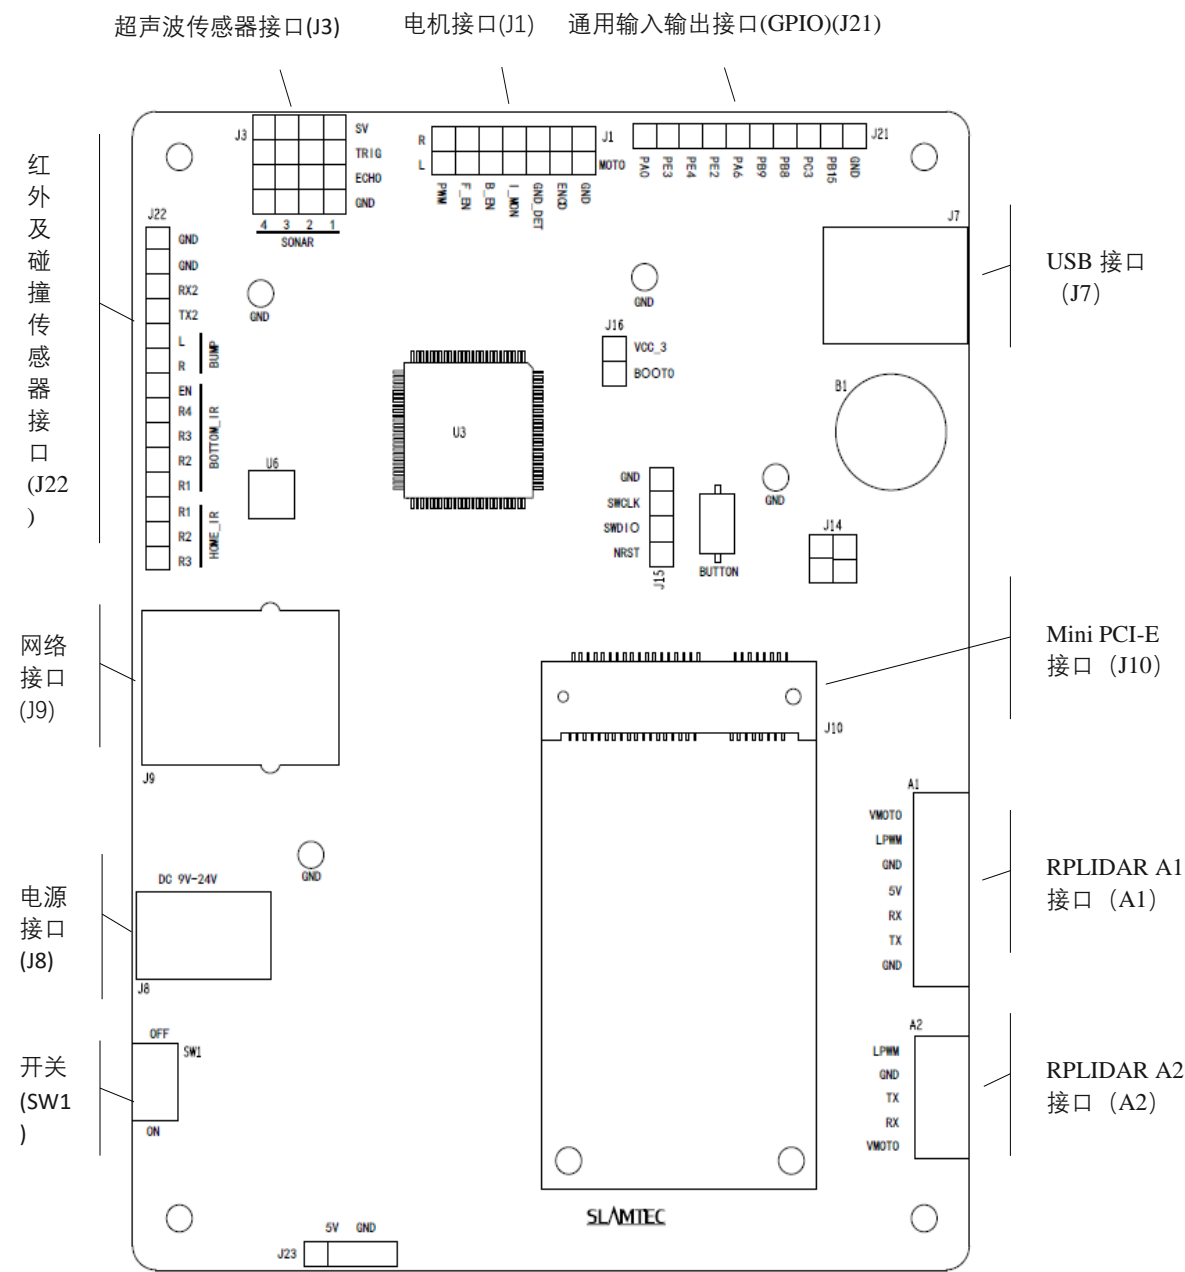 超声波传感器接口(J3)
电机接口(J1)
通用输入输出接口(GPIO)(J21)
J3
SV
TRIG
ECHO
GND
4 3 2 1
SONAR
R
L
J1
MOTO
PWM
F_EN
B_EN
I_MON
GND_DET
ENCD
GND
J21
PA0
PE3
PE4
PE2
PA6
PB9
PB8
PC3
PB15
GND
红
外
及
碰
撞
传
感
器
接
口
(J22
)
J22
GND
GND
RX2
TX2
L
R
BUMP
EN
R4
R3
R2
R1
BOTTOM_IR
R1
R2
R3
HOME_IR
GND
GND
J16
VCC_3
BOOT0
J7
USB 接口
（J7）
B1
U3
U6
GND
SWCLK
SWDIO
NRST
J15
BUTTON
GND
J14
网络
接口
(J9)
J9
Mini PCI-E
接口（J10）
J10
GND
A1
VMOTO
LPWM
GND
5V
RX
TX
GND
RPLIDAR A1
接口（A1）
电源
接口
(J8)
DC 9V-24V
J8
开关
(SW1
)
OFF
SW1
ON
A2
LPWM
GND
TX
RX
VMOTO
RPLIDAR A2
接口（A2）
SLAMTEC
5V GND
J23